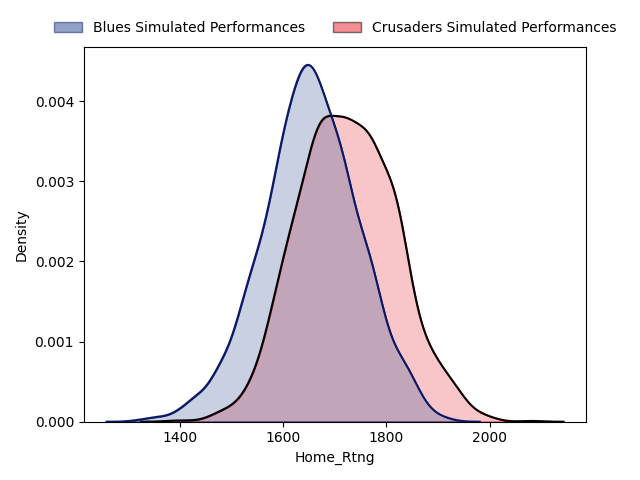 Blues Simulated Performances Crusaders Simulated Performances
0.004
0.003
0.002
0.001
0.000
Density
1400 1600 1800 2000
Home_Rtng